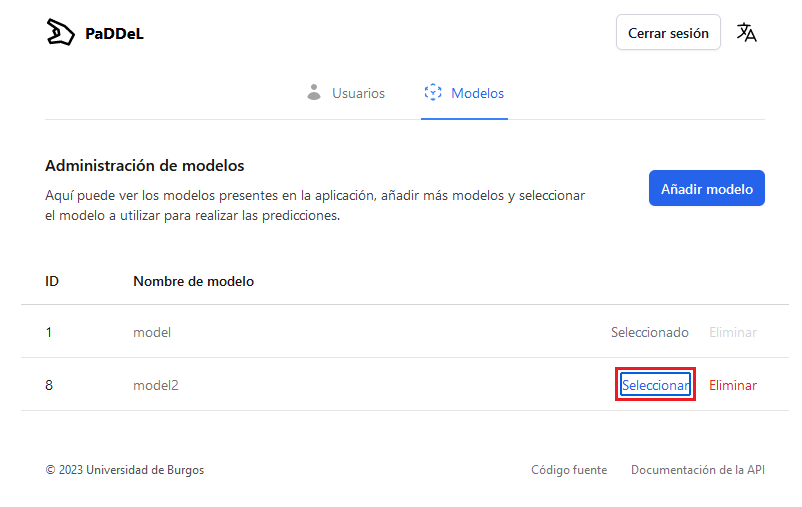 PaDDeL
Cerrar sesión
Usuarios
Modelos
Administración de modelos
Aquí puede ver los modelos presentes en la aplicación, añadir más modelos y seleccionar
el modelo a utilizar para realizar las predicciones.
Añadir modelo
ID Nombre de modelo
1 model Seleccionado Eliminar
8 model2 Seleccionar Eliminar
© 2023 Universidad de Burgos
Código fuente
Documentación de la API